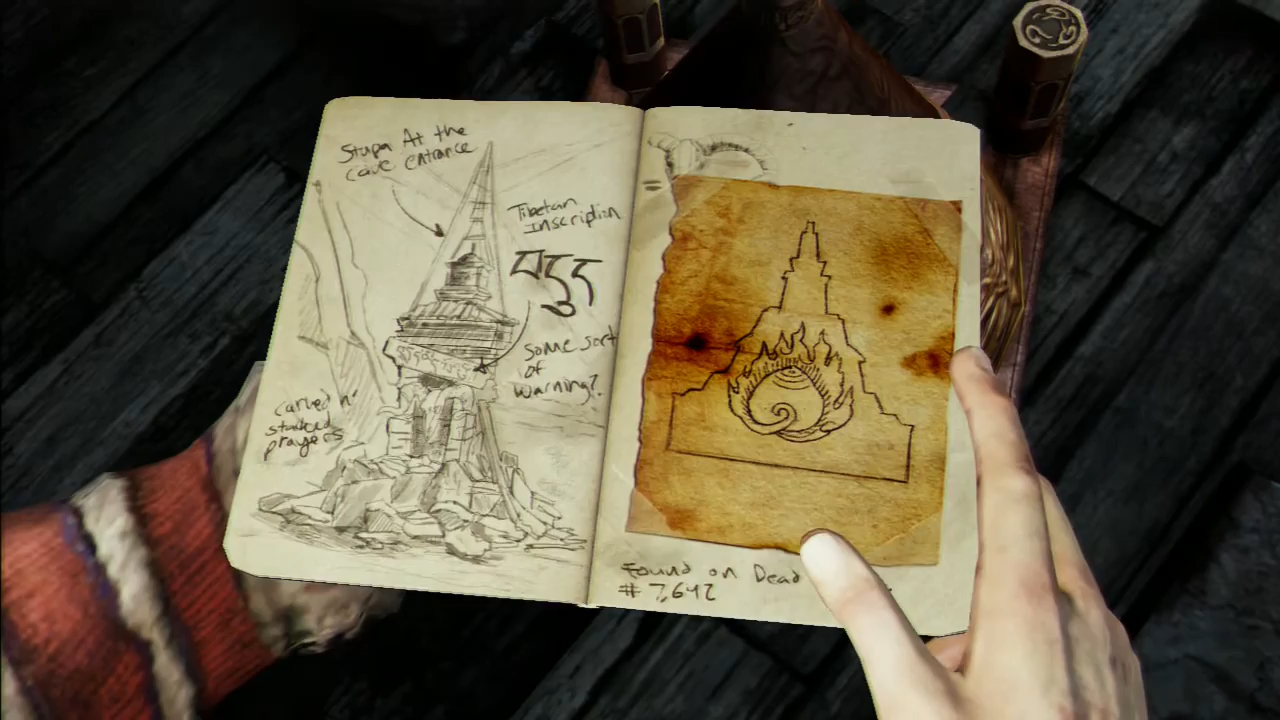 Stupa At the
cave entrance
Tibetan
Inscription
བདུད
Some sort
of
warning?
carved n'
stacked
prayers
Found on Dead
# 7,642